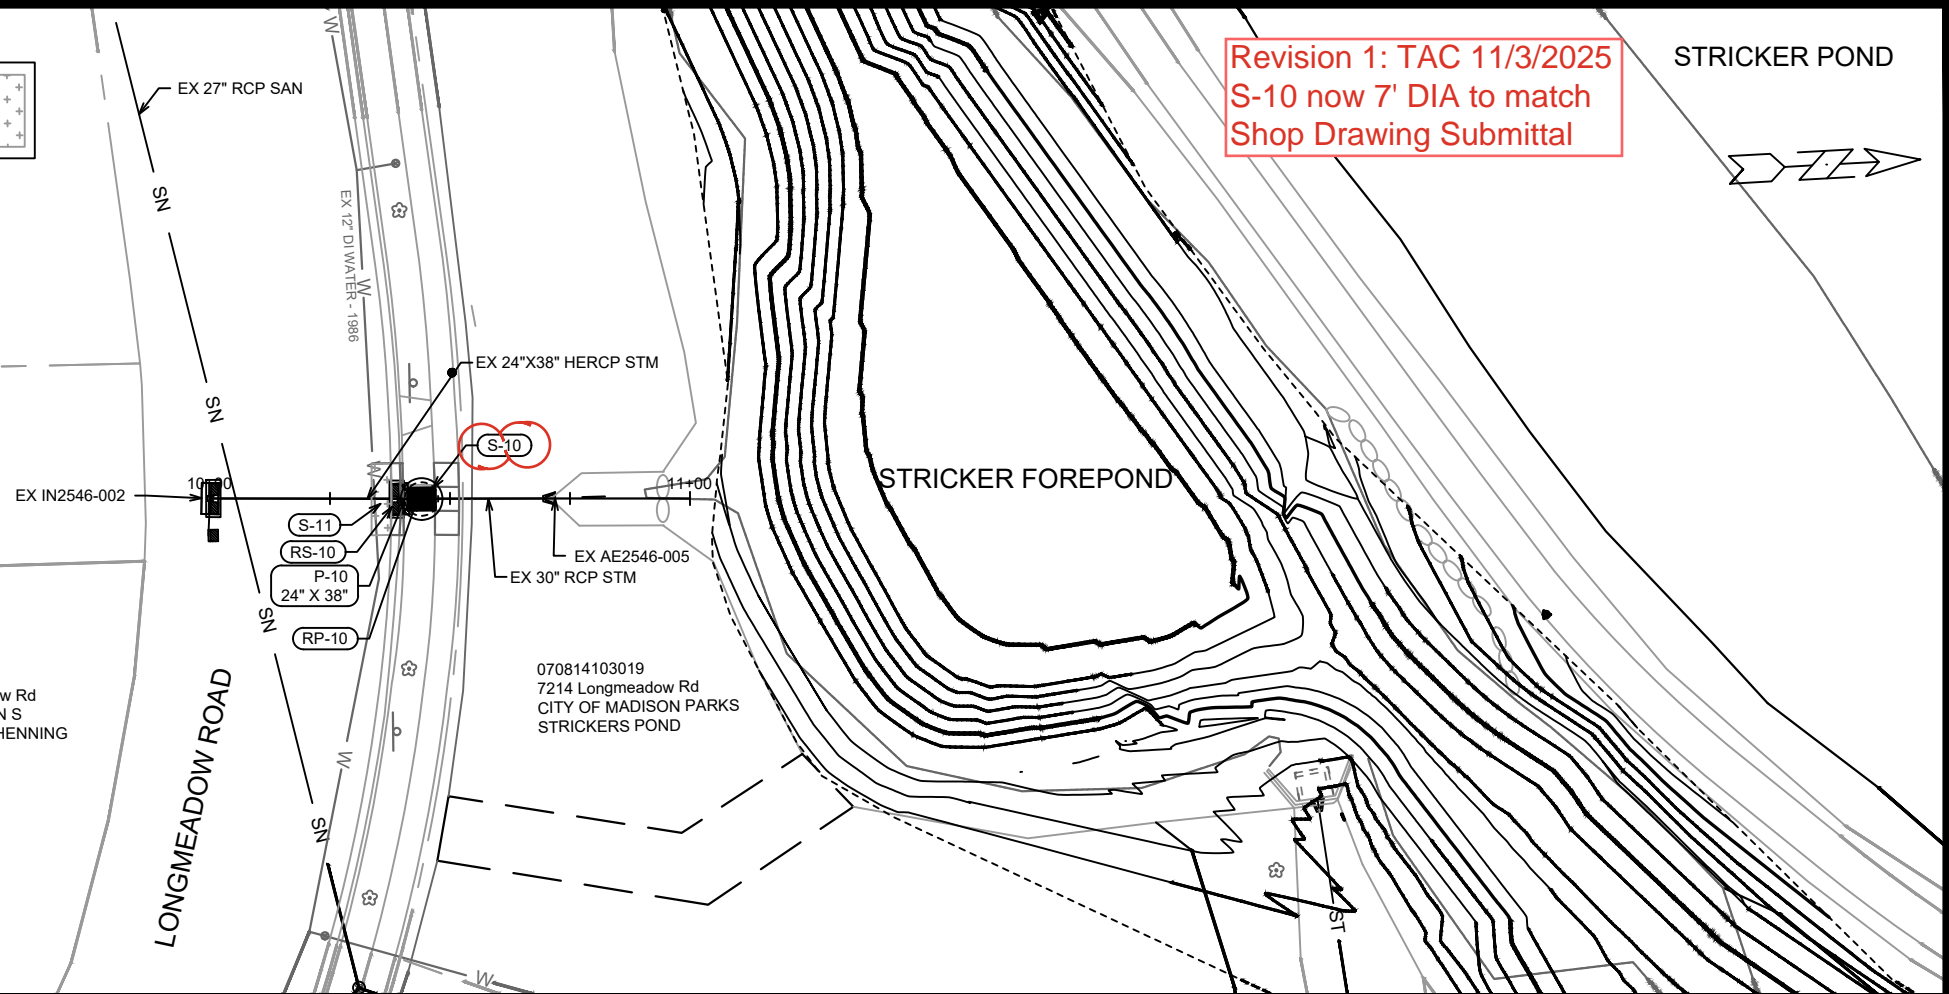 Revision 1: TAC 11/3/2025
S-10 now 7' DIA to match
Shop Drawing Submittal
STRICKER POND
EX 27" RCP SAN
W
SN
EX 12" DI WATER - 1986
W
EX 24"X38" HERCP STM
SN
S-10
W
10+00
11+00
STRICKER FOREPOND
EX IN2546-002
S-11
RS-10
EX AE2546-005
P-10
24" X 38"
EX 30" RCP STM
SN
RP-10
070814103019
7214 Longmeadow Rd
CITY OF MADISON PARKS
STRICKERS POND
w Rd
N S
HENNING
LONGMEADOW ROAD
W
SN
ST
W